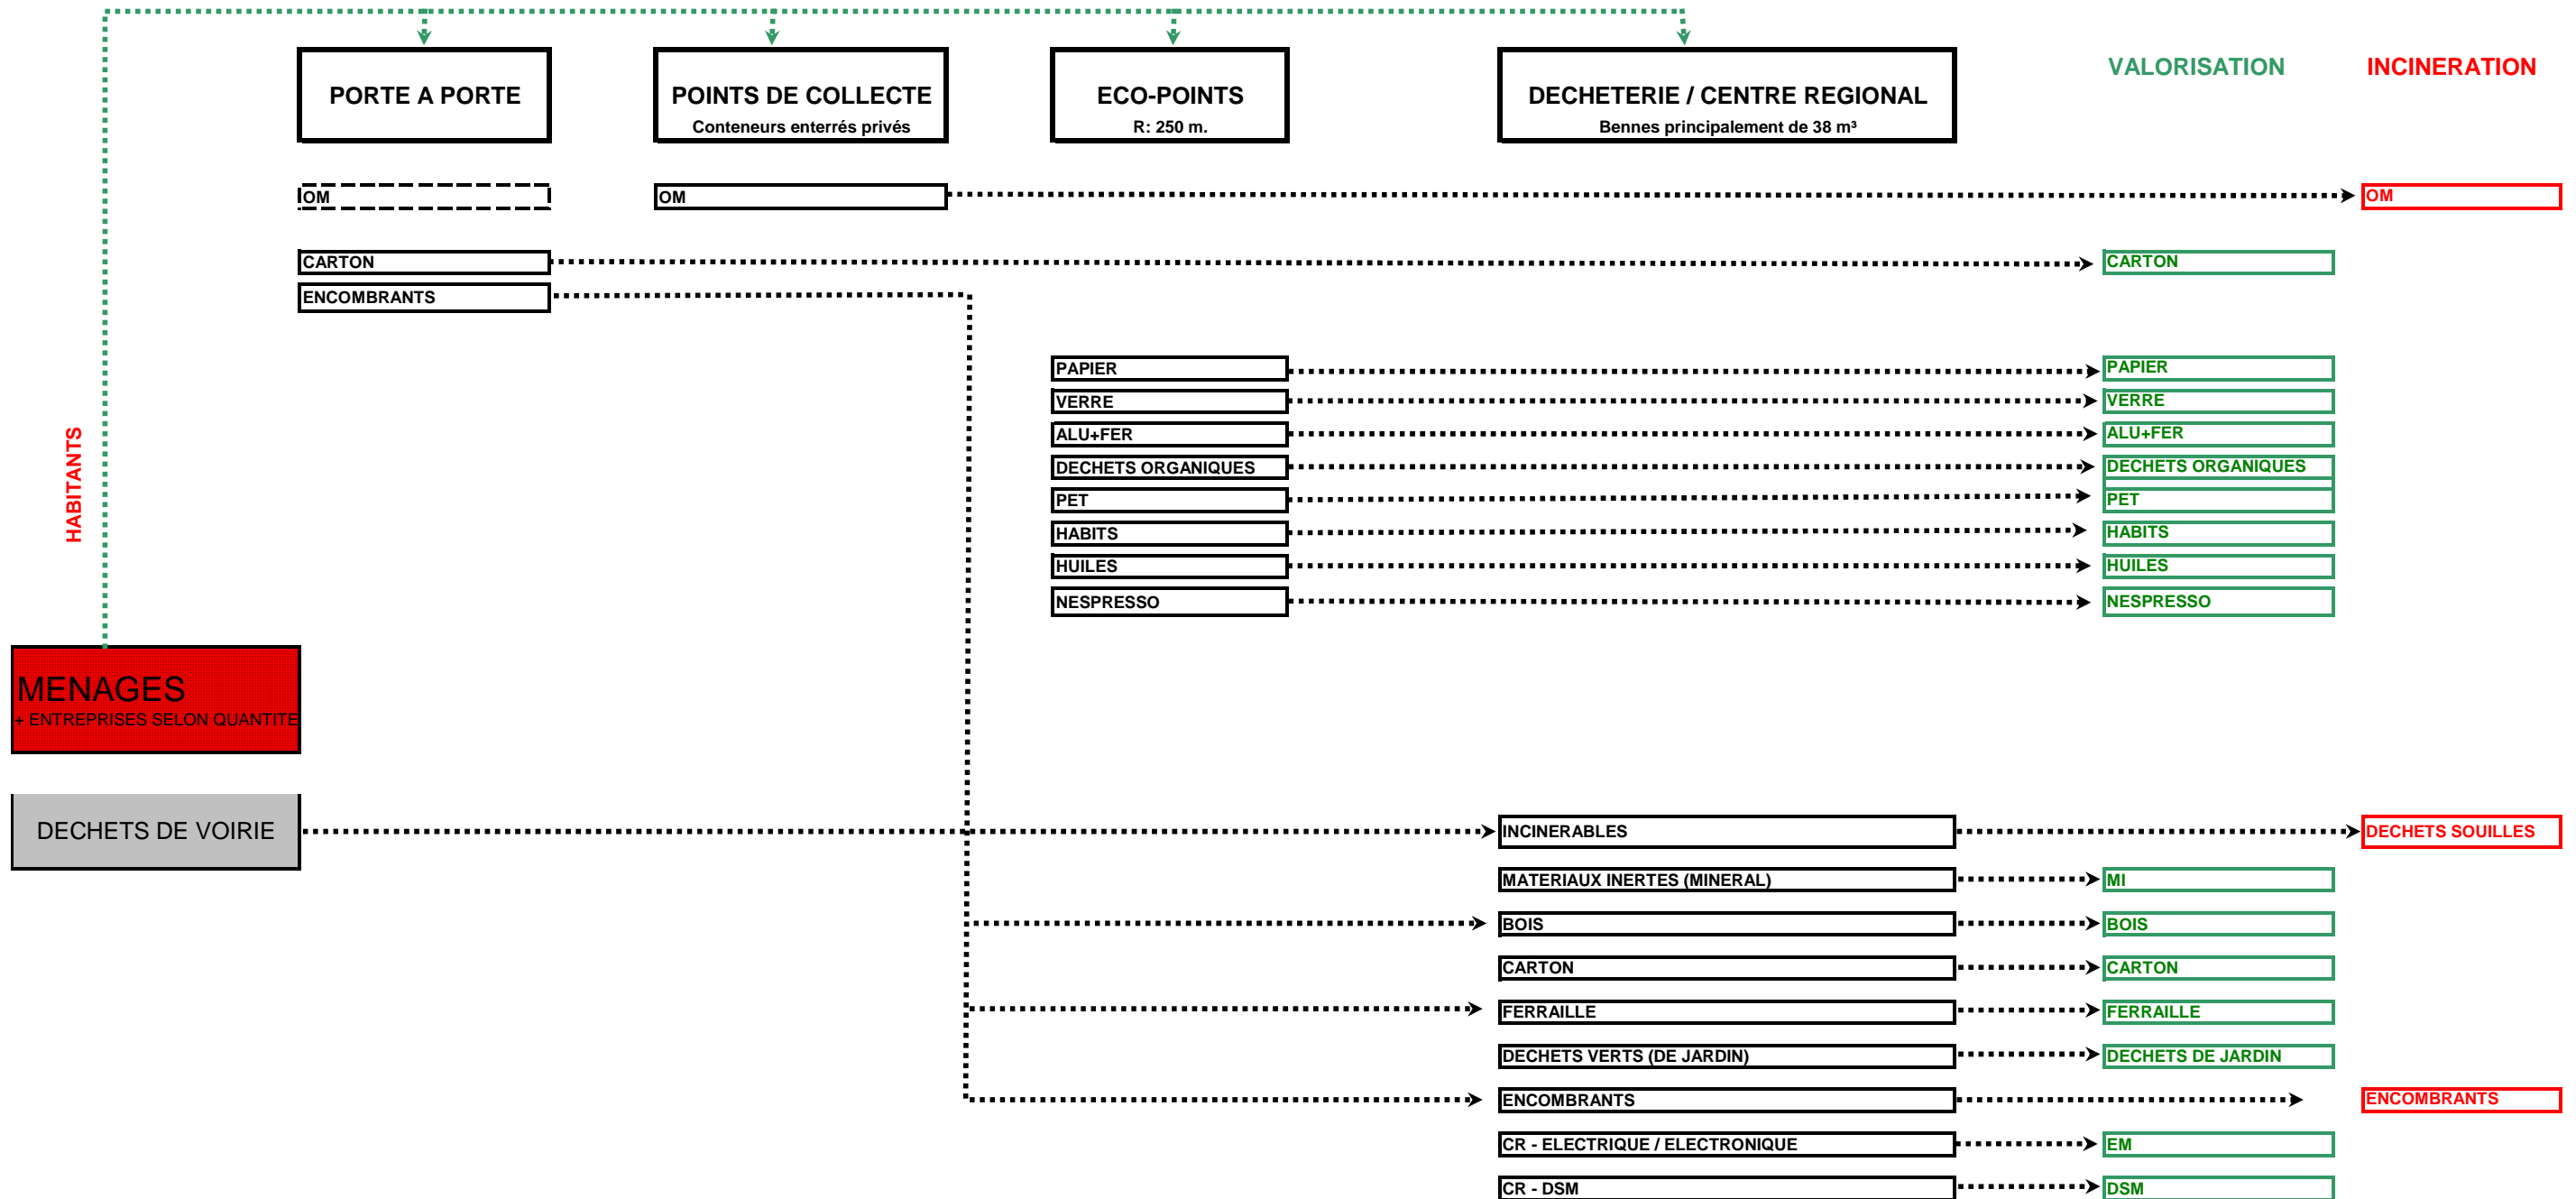 VALORISATION
INCINERATION
PORTE A PORTE
POINTS DE COLLECTE
Conteneurs enterrés privés
ECO-POINTS
R: 250 m.
DECHETERIE / CENTRE REGIONAL
Bennes principalement de 38 m³
OM
OM
OM
CARTON
CARTON
ENCOMBRANTS
PAPIER
PAPIER
VERRE
VERRE
ALU+FER
ALU+FER
DECHETS ORGANIQUES
DECHETS ORGANIQUES
PET
PET
HABITS
HABITS
HUILES
HUILES
NESPRESSO
NESPRESSO
HABITANTS
MENAGES
+ ENTREPRISES SELON QUANTITE
DECHETS DE VOIRIE
INCINERABLES
DECHETS SOUILLES
MATERIAUX INERTES (MINERAL)
MI
BOIS
BOIS
CARTON
CARTON
FERRAILLE
FERRAILLE
DECHETS VERTS (DE JARDIN)
DECHETS DE JARDIN
ENCOMBRANTS
ENCOMBRANTS
CR - ELECTRIQUE / ELECTRONIQUE
EM
CR - DSM
DSM